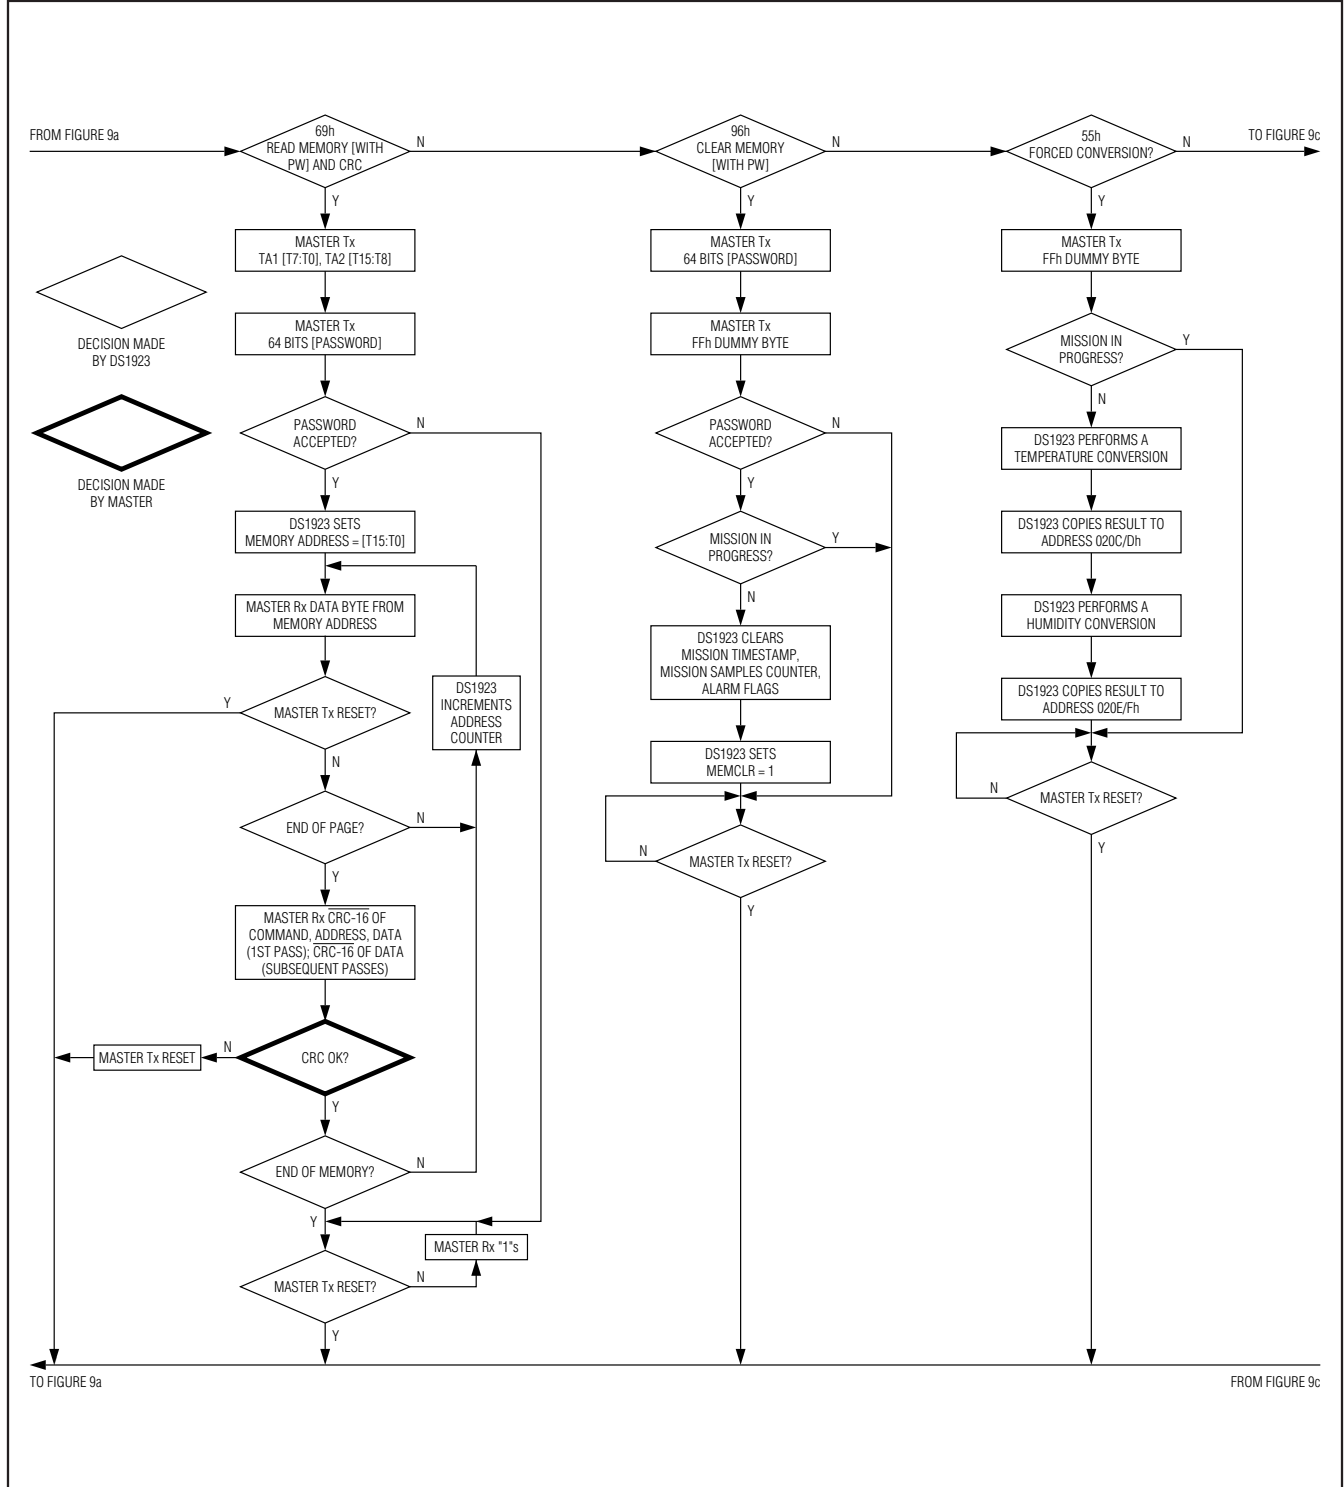 FROM FIGURE 9a
69h
READ MEMORY [WITH
PW] AND CRC
N
Y
MASTER Tx
TA1 [T7:T0], TA2 [T15:T8]
MASTER Tx
64 BITS [PASSWORD]
PASSWORD
ACCEPTED?
N
Y
DS1923 SETS
MEMORY ADDRESS = [T15:T0]
MASTER Rx DATA BYTE FROM
MEMORY ADDRESS
MASTER Tx RESET?
Y
N
DS1923
INCREMENTS
ADDRESS
COUNTER
END OF PAGE?
N
Y
MASTER Rx CRC-16 OF
COMMAND, ADDRESS, DATA
(1ST PASS); CRC-16 OF DATA
(SUBSEQUENT PASSES)
CRC OK?
N
MASTER Tx RESET
Y
END OF MEMORY?
N
Y
MASTER Rx "1"s
MASTER Tx RESET?
N
Y
DECISION MADE
BY DS1923
DECISION MADE
BY MASTER
96h
CLEAR MEMORY
[WITH PW]
N
Y
MASTER Tx
64 BITS [PASSWORD]
MASTER Tx
FFh DUMMY BYTE
PASSWORD
ACCEPTED?
N
Y
MISSION IN
PROGRESS?
Y
N
DS1923 CLEARS
MISSION TIMESTAMP,
MISSION SAMPLES COUNTER,
ALARM FLAGS
DS1923 SETS
MEMCLR = 1
MASTER Tx RESET?
N
Y
55h
FORCED CONVERSION?
N
TO FIGURE 9c
Y
MASTER Tx
FFh DUMMY BYTE
MISSION IN
PROGRESS?
Y
N
DS1923 PERFORMS A
TEMPERATURE CONVERSION
DS1923 COPIES RESULT TO
ADDRESS 020C/Dh
DS1923 PERFORMS A
HUMIDITY CONVERSION
DS1923 COPIES RESULT TO
ADDRESS 020E/Fh
MASTER Tx RESET?
N
Y
TO FIGURE 9a
FROM FIGURE 9c